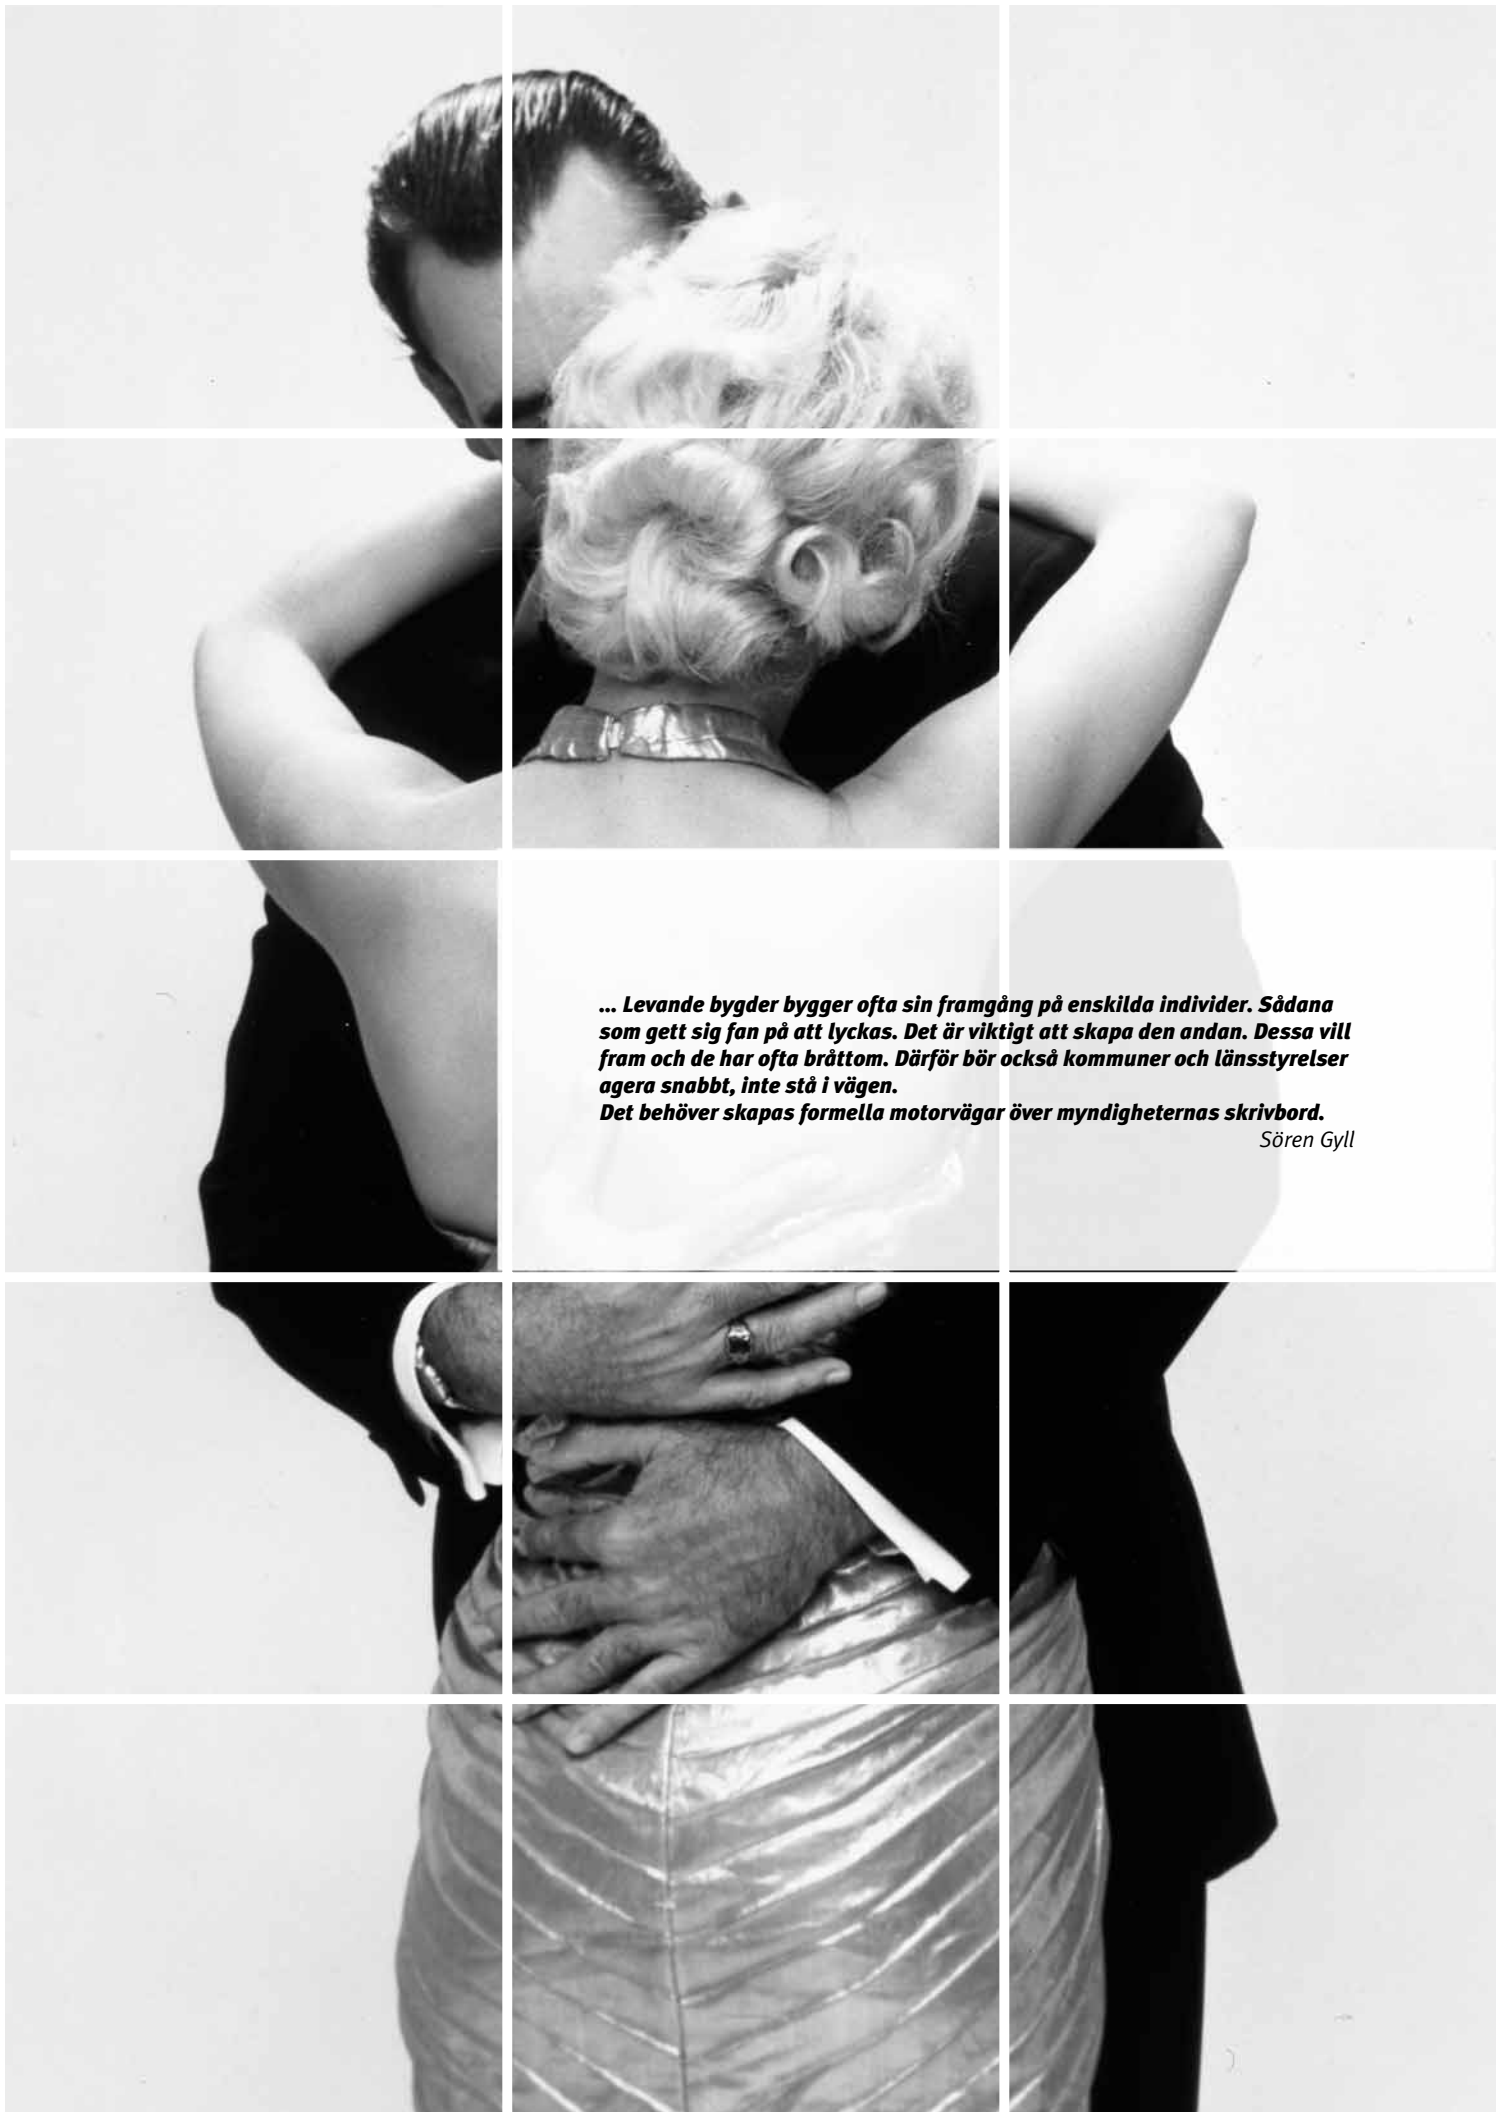 ... Levande bygder bygger ofta sin framgång på enskilda individer. Sådana
som gett sig fan på att lyckas. Det är viktigt att skapa den andan. Dessa vill
fram och de har ofta bråttom. Därför bör också kommuner och länsstyrelser
agera snabbt, inte stå i vägen.
Det behöver skapas formella motorvägar över myndigheternas skrivbord.
Sören Gyll